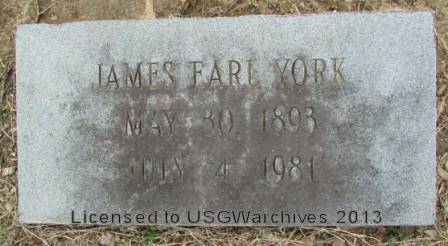 JAMES EARL YORK
MAY 30, 1893
JULY 4, 1981
Licensed to USGWarchives 2013